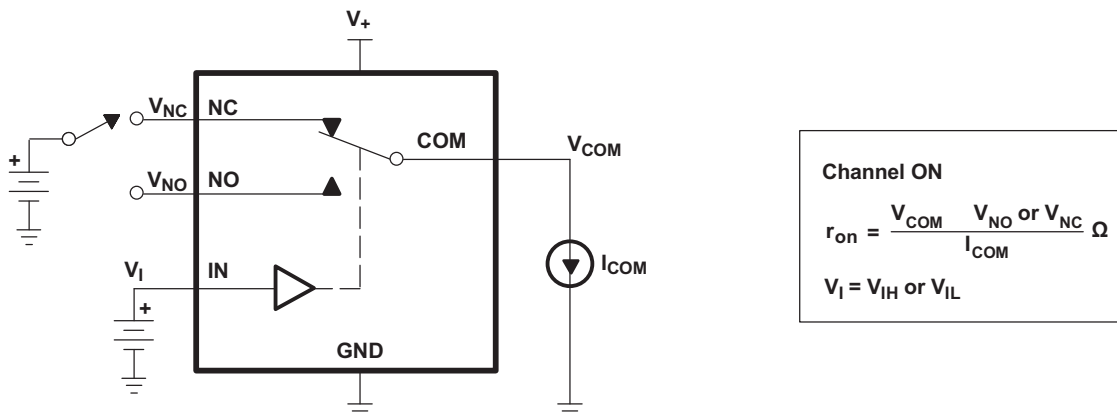 V+
VNC NC
COM
VCOM
+
VNO NO
VI IN
+
ICOM
GND
Channel ON
ron = VCOM VNO or VNC Ω
ICOM
VI = VIH or VIL